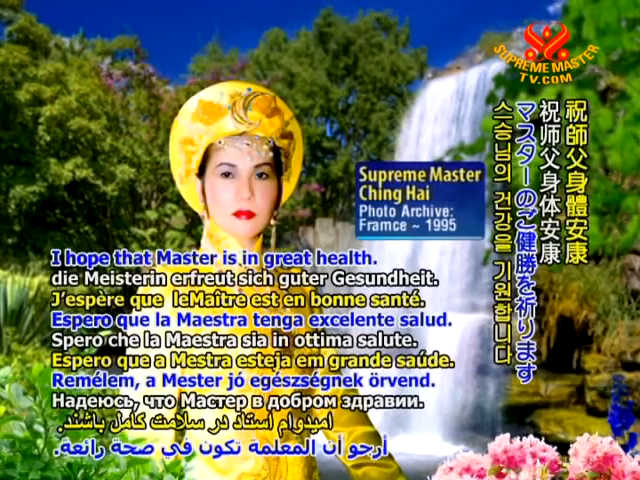 SUPREME MASTER
TV.COM
Supreme Master
Ching Hai
Photo Archive:
Framce ~ 1995
祝師父身體安康
祝师父身体安康
マスターのご健勝を祈ります
스승님의 건강을 기원합니다
I hope that Master is in great health.
die Meisterin erfreut sich guter Gesundheit.
J'espère que leMaître est en bonne santé.
Espero que la Maestra tenga excelente salud.
Spero che la Maestra sia in ottima salute.
Espero que a Mestra esteja em grande saúde.
Remélem, a Mester jó egészségnek örvend.
Надеюсь, что Мастер в добром здравии.
امیدوام استاد در سلامت کامل باشند.
أرجو أن المعلمة تكون في صحة رائعة.